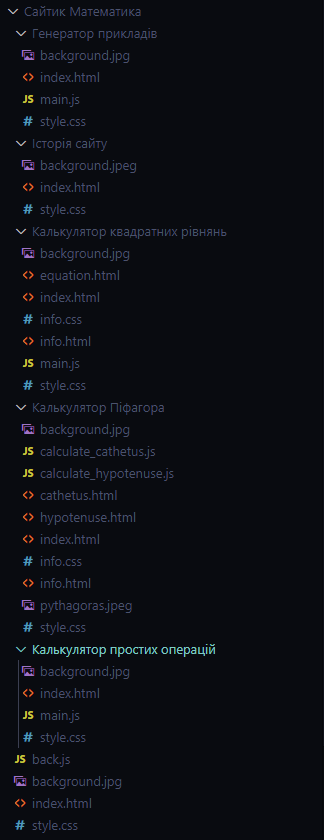 Сайтик Математика
Генератор прикладів
background.jpg
<> index.html
JS main.js
# style.css
Історія сайту
background.jpeg
<> index.html
# style.css
Калькулятор квадратних рівнянь
background.jpg
<> equation.html
<> index.html
# info.css
<> info.html
JS main.js
# style.css
Калькулятор Піфагора
background.jpg
JS calculate_cathetus.js
JS calculate_hypotenuse.js
<> cathetus.html
<> hypotenuse.html
<> index.html
# info.css
<> info.html
pythagoras.jpeg
# style.css
Калькулятор простих операцій
background.jpg
<> index.html
JS main.js
# style.css
JS back.js
background.jpg
<> index.html
# style.css